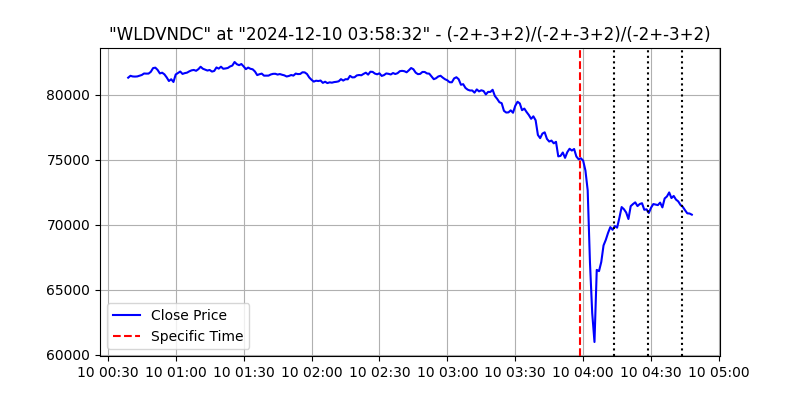 "WLDVNDC" at "2024-12-10 03:58:32" - (-2+-3+2)/(-2+-3+2)/(-2+-3+2)
80000
75000
70000
65000
60000
Close Price
Specific Time
10 00:30 10 01:00 10 01:30 10 02:00 10 02:30 10 03:00 10 03:30 10 04:00 10 04:30 10 05:00